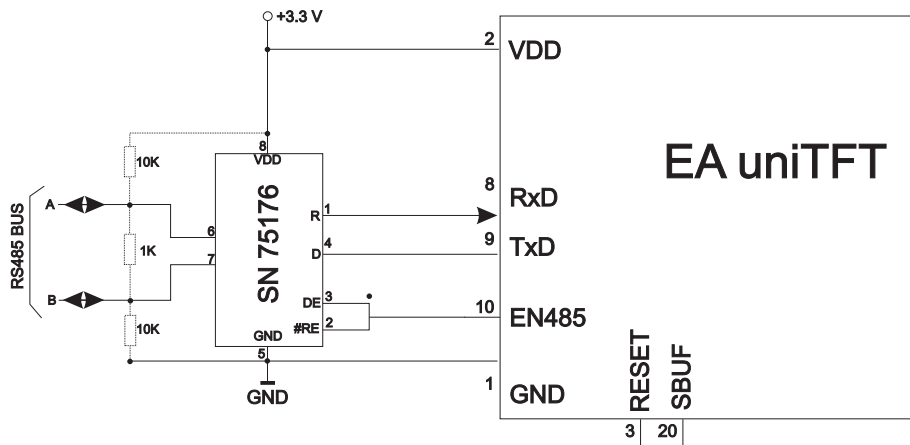 +3.3 V
2
VDD
8
VDD
10K
EA uniTFT
A
RS485 BUS
6
1K
7
B
10K
SN 75176
R
1
8
RxD
D
4
9
TxD
DE
3
#RE
2
10
EN485
GND
5
GND
1
GND
RESET
SBUF
3
20